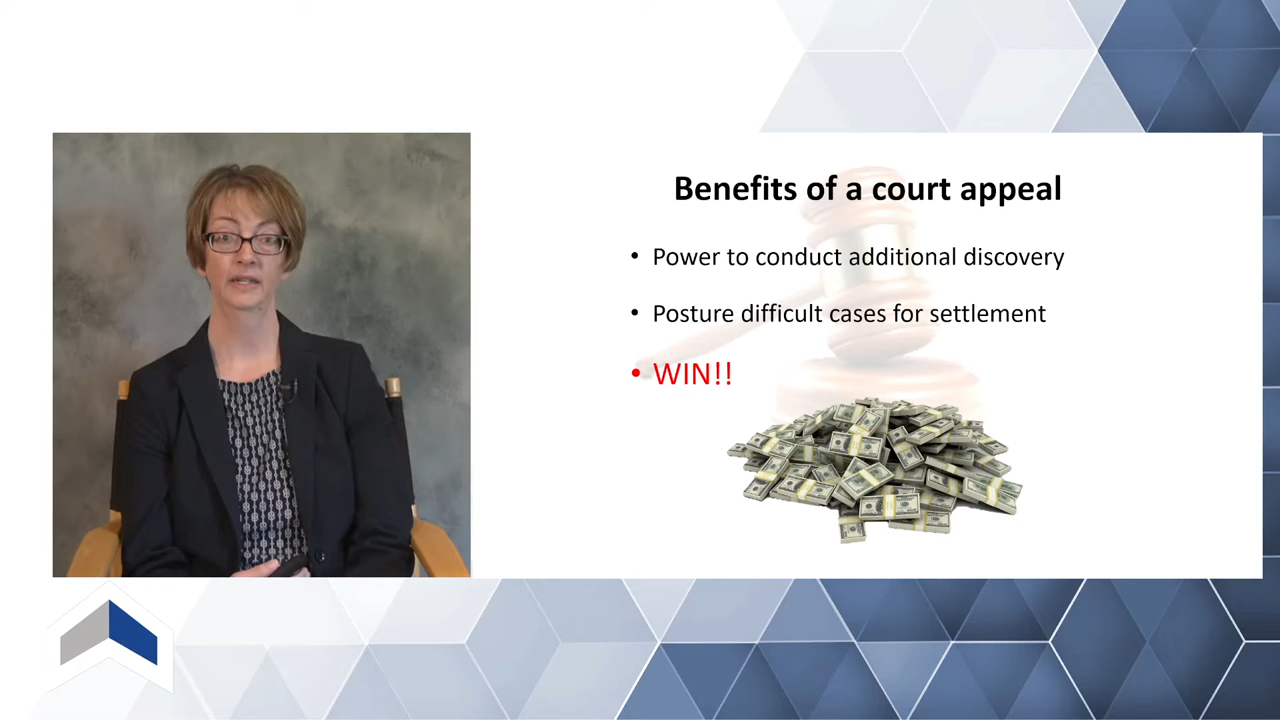 Benefits of a court appeal
• Power to conduct additional discovery
• Posture difficult cases for settlement
• WIN!!